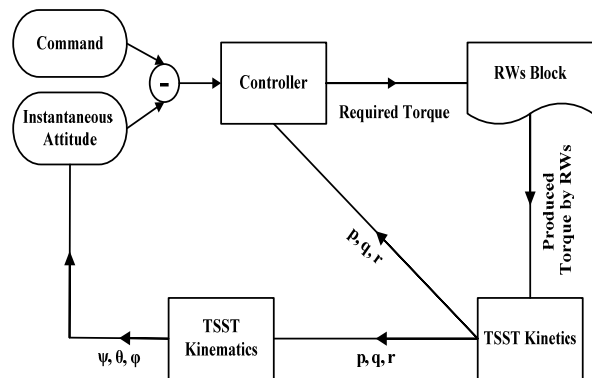 Command
-
Controller
RWs Block
Required Torque
Instantaneous
Attitude
Produced
Torque by RWs
p, q, r
TSST
Kinematics
TSST Kinetics
ψ, θ, φ
p, q, r